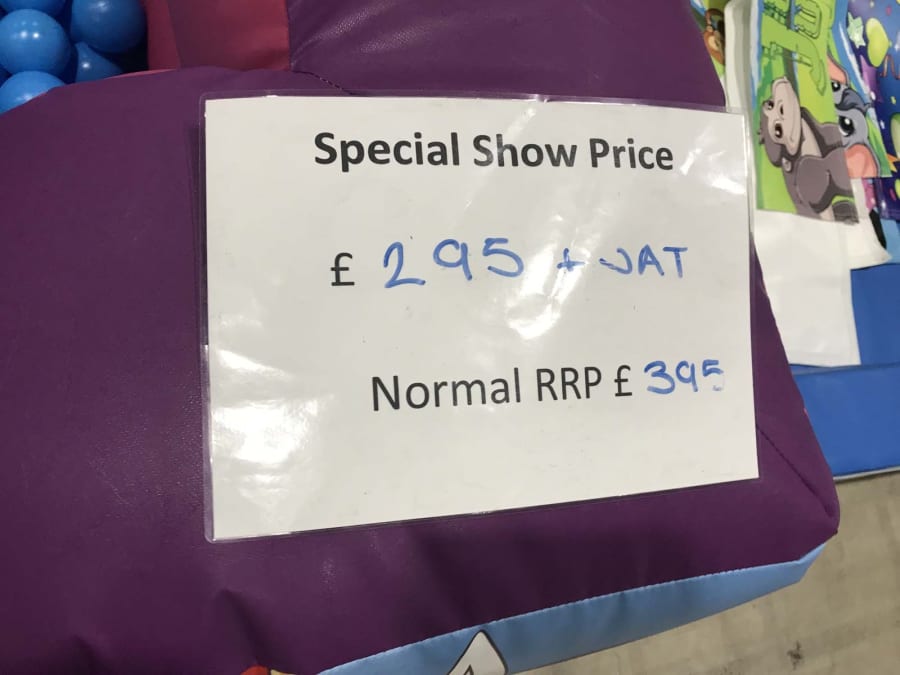 Special Show Price
£ 295 + VAT
Normal RRP £ 395